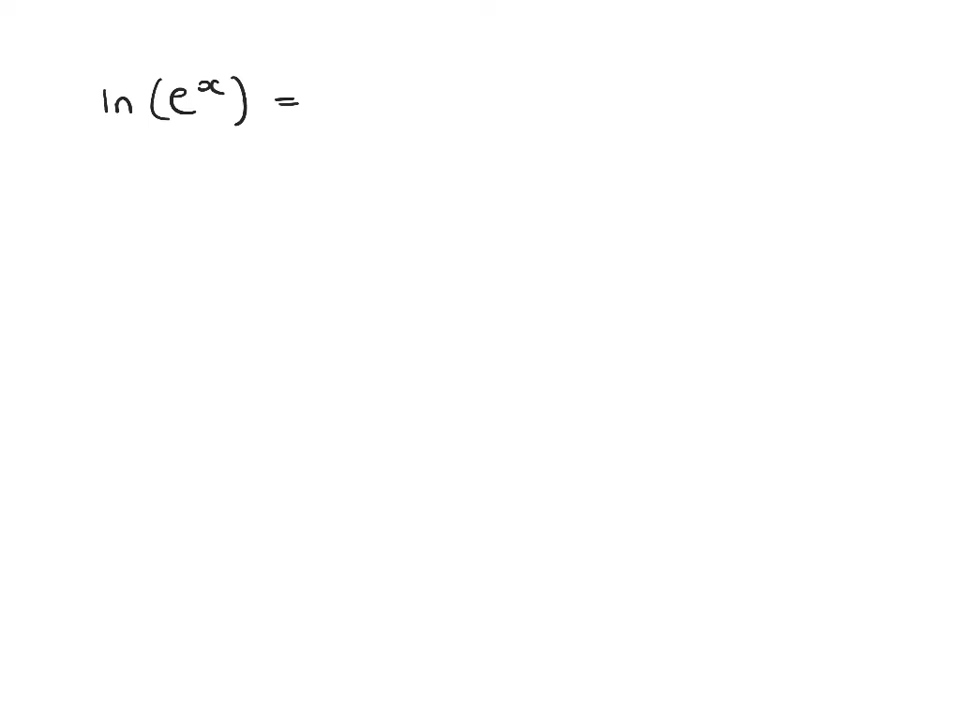 ln(eˣ) =